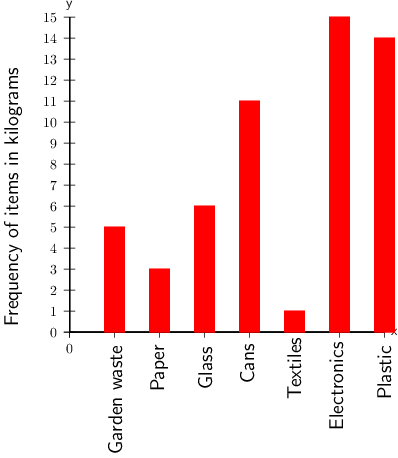 y
15
14
13
12
11
10
9
8
7
6
5
4
3
2
1
0
x
0
Frequency of items in kilograms
Garden waste
Paper
Glass
Cans
Textiles
Electronics
Plastic